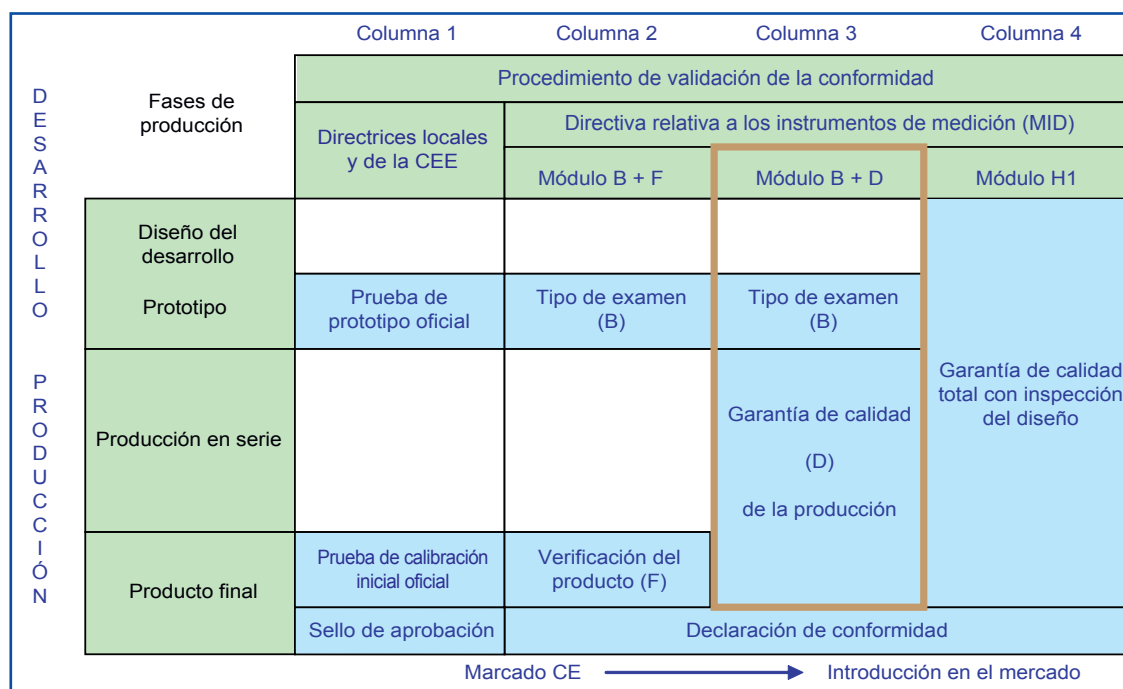 Columna 1
Columna 2
Columna 3
Columna 4
DESARROLLO
PRODUCCIÓN
Fases de
producción
Procedimiento de validación de la conformidad
Directrices locales
y de la CEE
Directiva relativa a los instrumentos de medición (MID)
Módulo B + F
Módulo B + D
Módulo H1
Diseño del
desarrollo
Prototipo
Prueba de
prototipo oficial
Tipo de examen
(B)
Tipo de examen
(B)
Producción en serie
Garantía de calidad
(D)
de la producción
Garantía de calidad
total con inspección
del diseño
Producto final
Prueba de calibración
inicial oficial
Verificación del
producto (F)
Sello de aprobación
Declaración de conformidad
Marcado CE
Introducción en el mercado